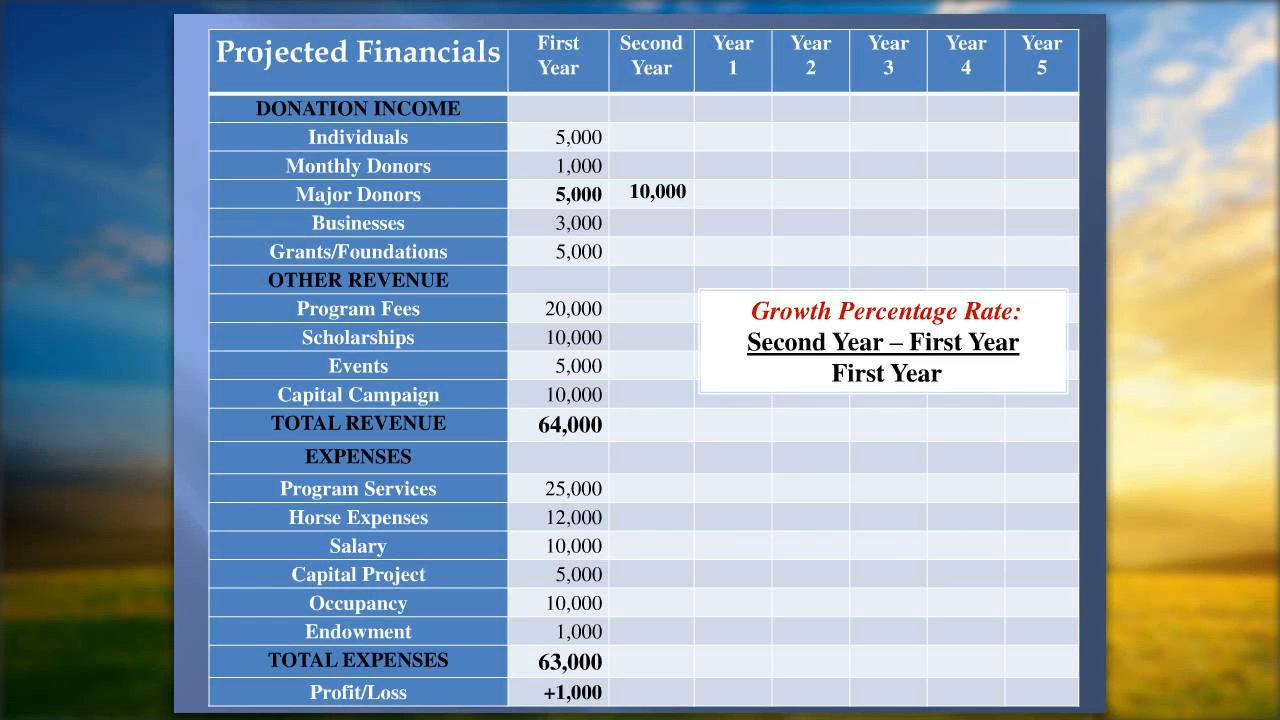 Projected Financials First Year Second Year Year 1 Year 2 Year 3 Year 4 Year 5
DONATION INCOME
Individuals 5,000
Monthly Donors 1,000
Major Donors 5,000 10,000
Businesses 3,000
Grants/Foundations 5,000
OTHER REVENUE
Program Fees 20,000
Scholarships 10,000
Events 5,000
Capital Campaign 10,000
TOTAL REVENUE 64,000
EXPENSES
Program Services 25,000
Horse Expenses 12,000
Salary 10,000
Capital Project 5,000
Occupancy 10,000
Endowment 1,000
TOTAL EXPENSES 63,000
Profit/Loss +1,000
Growth Percentage Rate:
Second Year – First Year
First Year